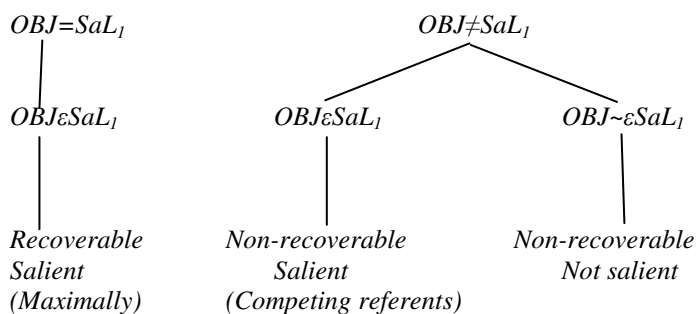 OBJ=SaL₁ OBJ≠SaL₁
OBJεSaL₁ OBJεSaL₁ OBJ~εSaL₁
Recoverable Non-recoverable Non-recoverable
Salient Salient Not salient
(Maximally) (Competing referents)